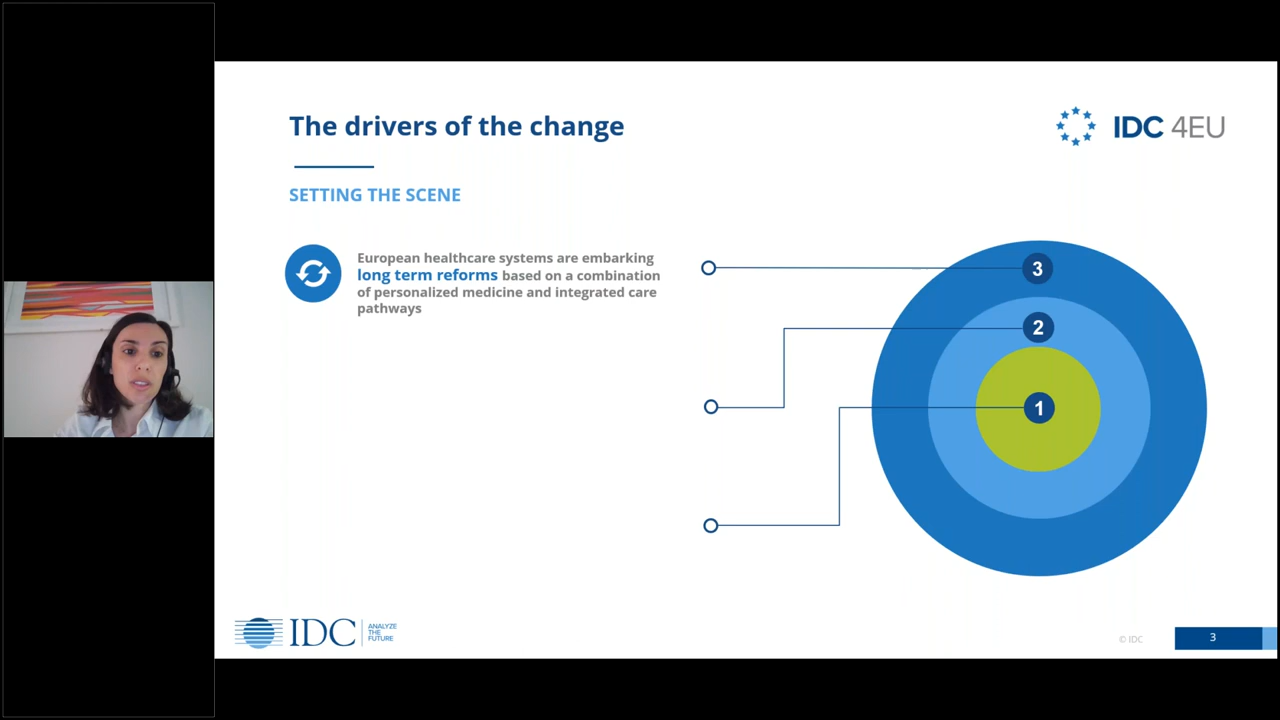 The drivers of the change
IDC 4EU
SETTING THE SCENE
European healthcare systems are embarking
long term reforms based on a combination
of personalized medicine and integrated care
pathways
3
2
1
IDC
ANALYZE
THE
FUTURE
© IDC
3